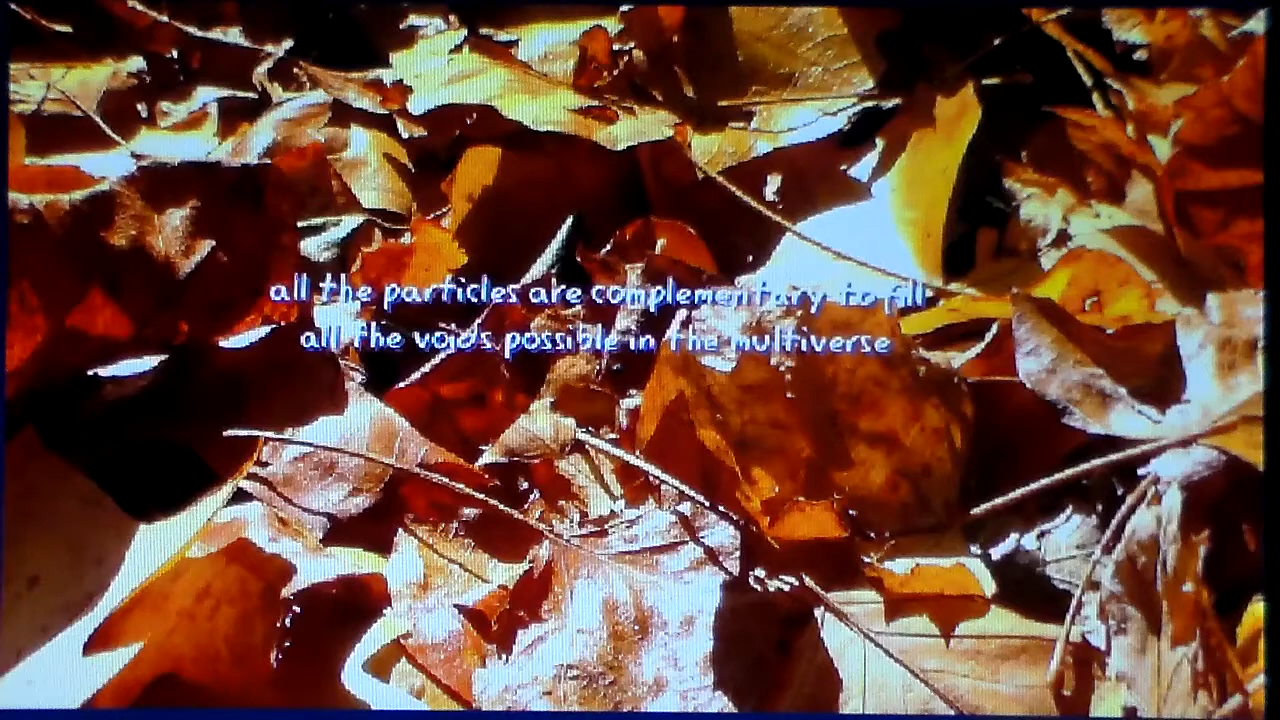 all the particles are complementary to fill
all the voids possible in the multiverse